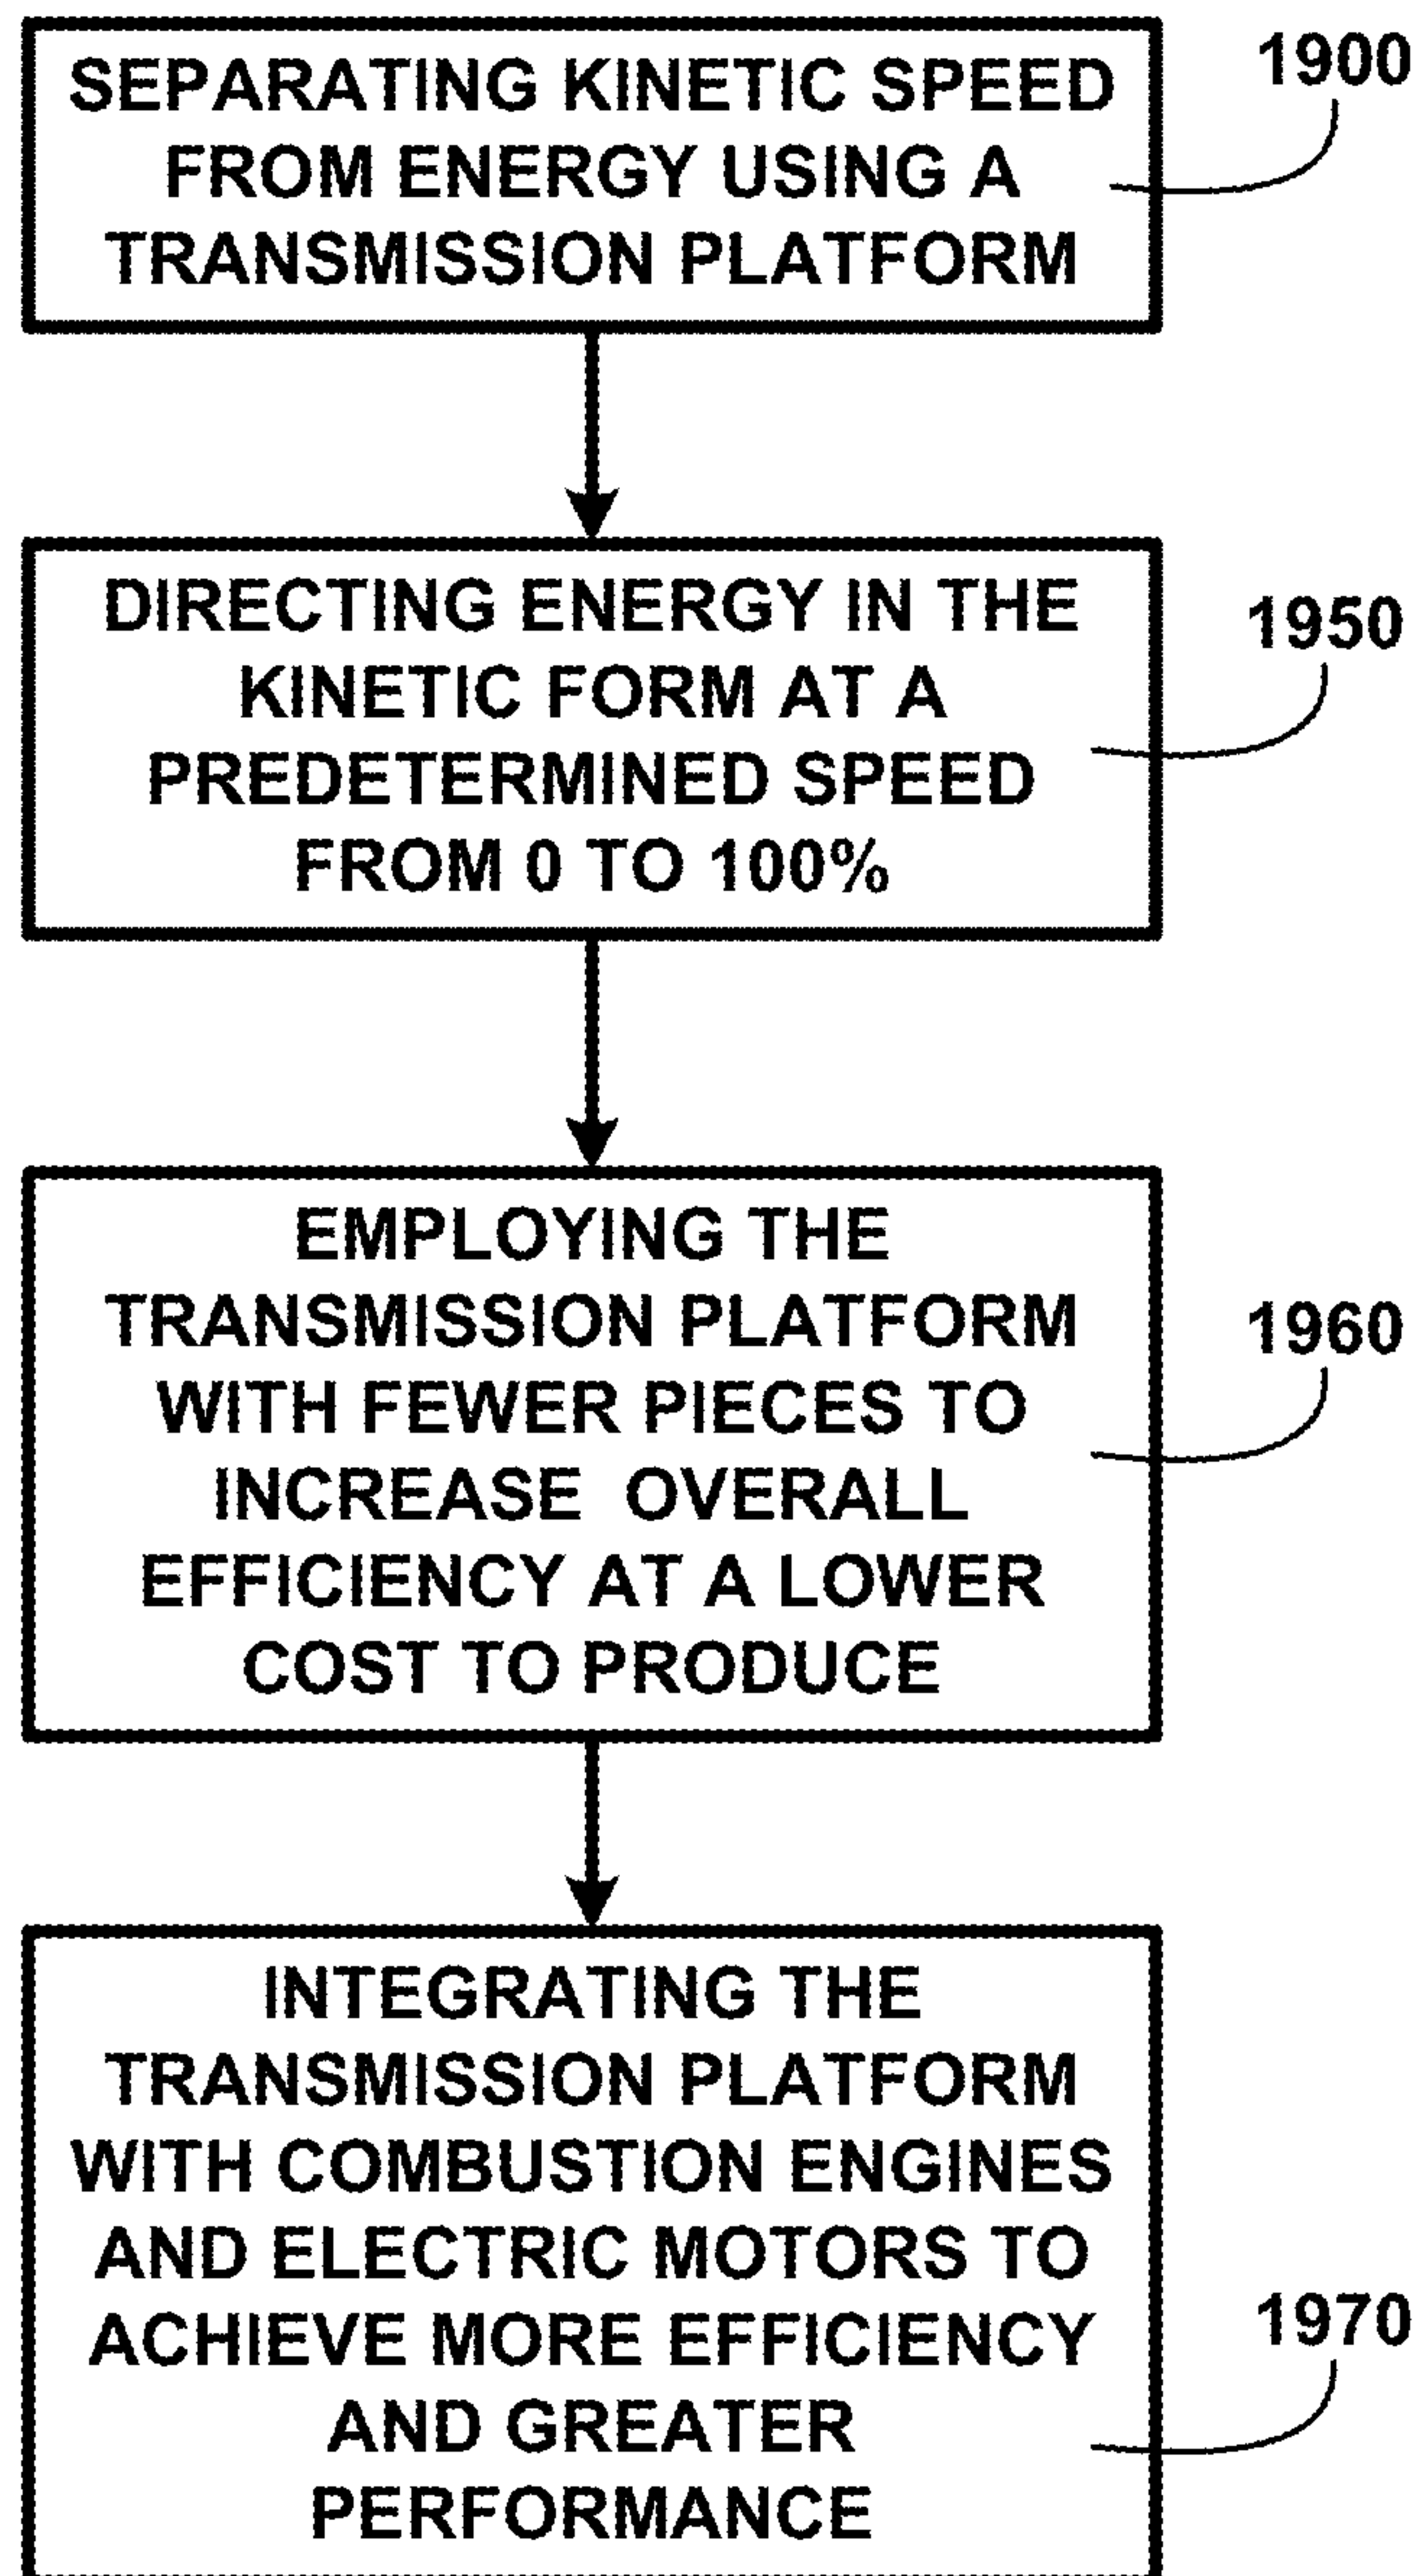 SEPARATING KINETIC SPEED
FROM ENERGY USING A
TRANSMISSION PLATFORM
1900
DIRECTING ENERGY IN THE
KINETIC FORM AT A
PREDETERMINED SPEED
FROM 0 TO 100%
1950
EMPLOYING THE
TRANSMISSION PLATFORM
WITH FEWER PIECES TO
INCREASE  OVERALL
EFFICIENCY AT A LOWER
COST TO PRODUCE
1960
INTEGRATING THE
TRANSMISSION PLATFORM
WITH COMBUSTION ENGINES
AND ELECTRIC MOTORS TO
ACHIEVE MORE EFFICIENCY
AND GREATER
PERFORMANCE
1970